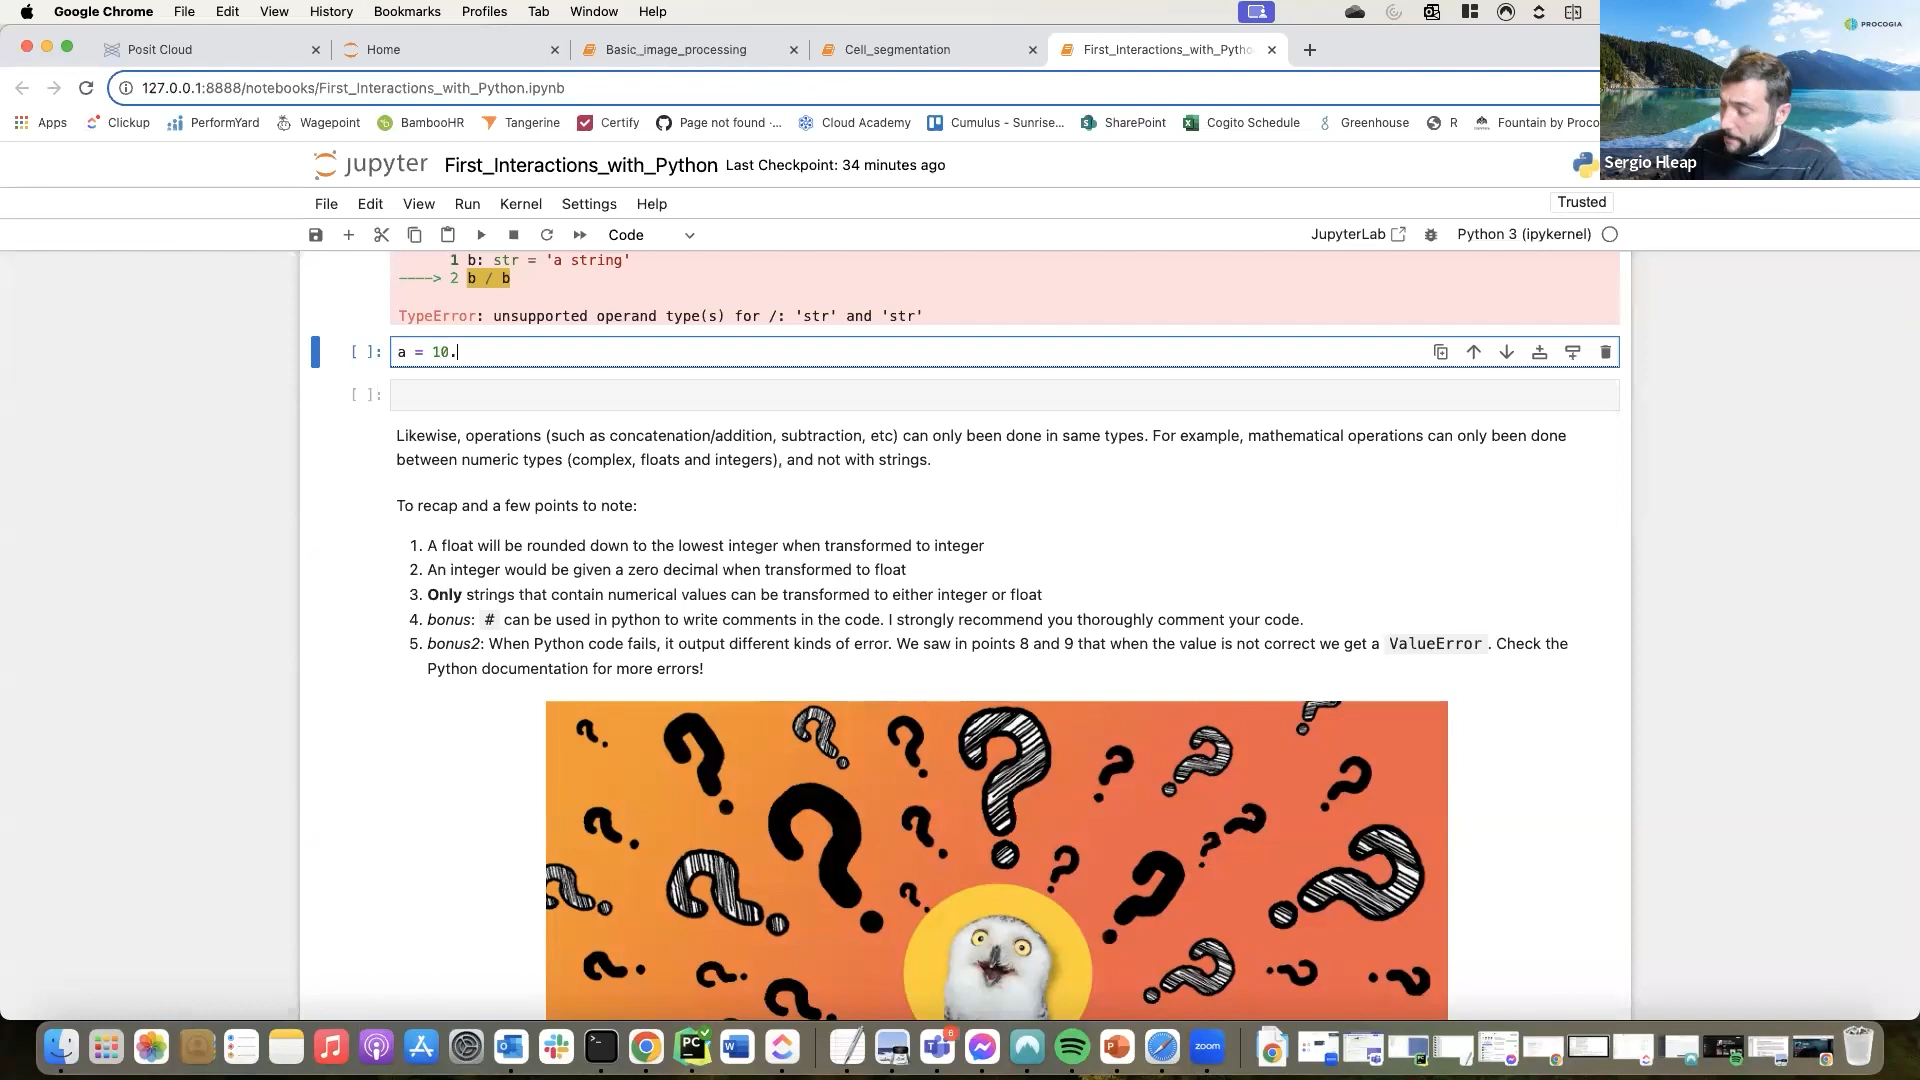 Google Chrome File Edit View History Bookmarks Profiles Tab Window Help
PROCOGIA
Posit Cloud Home Basic_image_processing Cell_segmentation First_Interactions_with_Pytho
127.0.0.1:8888/notebooks/First_Interactions_with_Python.ipynb
Apps Clickup PerformYard Wagepoint BambooHR Tangerine Certify Page not found ·... Cloud Academy Cumulus - Sunrise... SharePoint Cogito Schedule Greenhouse R Fountain by Proco
Sergio Hleap
jupyter First_Interactions_with_Python Last Checkpoint: 34 minutes ago
File Edit View Run Kernel Settings Help
Trusted
Code JupyterLab Python 3 (ipykernel)
1 b: str = 'a string'
----> 2 b / b
TypeError: unsupported operand type(s) for /: 'str' and 'str'
[ ]: a = 10.
[ ]:
Likewise, operations (such as concatenation/addition, subtraction, etc) can only been done in same types. For example, mathematical operations can only been done
between numeric types (complex, floats and integers), and not with strings.
To recap and a few points to note:
1. A float will be rounded down to the lowest integer when transformed to integer
2. An integer would be given a zero decimal when transformed to float
3. Only strings that contain numerical values can be transformed to either integer or float
4. bonus: # can be used in python to write comments in the code. I strongly recommend you thoroughly comment your code.
5. bonus2: When Python code fails, it output different kinds of error. We saw in points 8 and 9 that when the value is not correct we get a ValueError . Check the
Python documentation for more errors!
PC
W
6
P
zoom